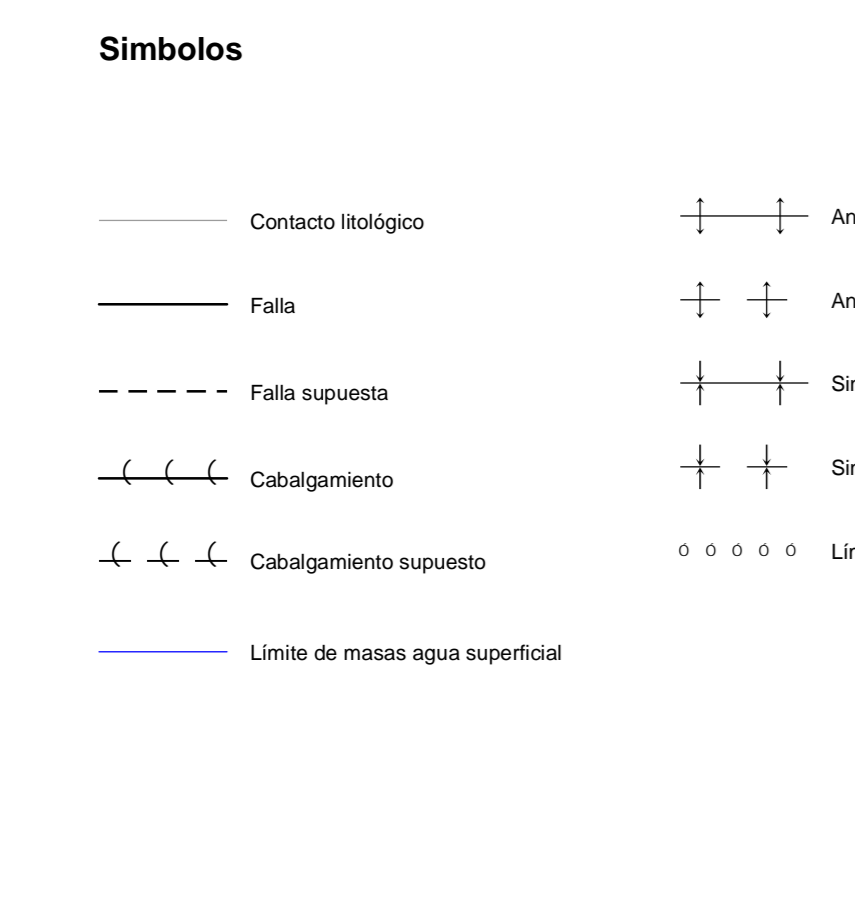 Simbolos
Contacto litológico
Falla
Falla supuesta
Cabalgamiento
Cabalgamiento supuesto
Límite de masas agua superficial